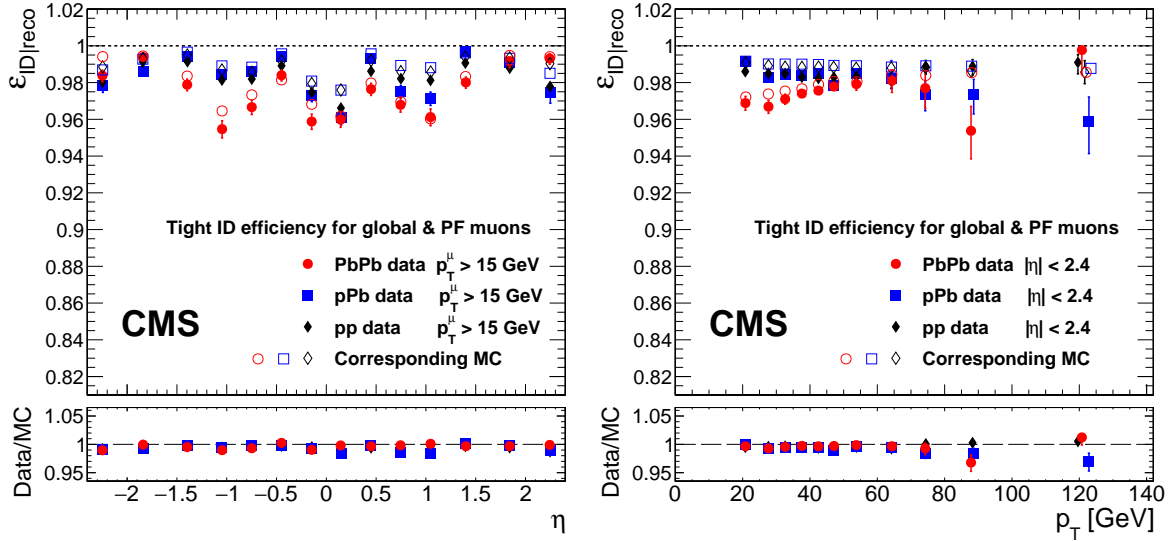 1.02
1
0.98
0.96
0.94
0.92
0.9
0.88
0.86
0.84
0.82
ε_ID|reco
Tight ID efficiency for global & PF muons
PbPb data p_T^μ > 15 GeV
pPb data p_T^μ > 15 GeV
pp data p_T^μ > 15 GeV
Corresponding MC
CMS
1.05
1
0.95
Data/MC
−2 −1.5 −1 −0.5 0 0.5 1 1.5 2
η
1.02
1
0.98
0.96
0.94
0.92
0.9
0.88
0.86
0.84
0.82
ε_ID|reco
Tight ID efficiency for global & PF muons
PbPb data |η| < 2.4
pPb data |η| < 2.4
pp data |η| < 2.4
Corresponding MC
CMS
1.05
1
0.95
Data/MC
0 20 40 60 80 100 120 140
p_T [GeV]